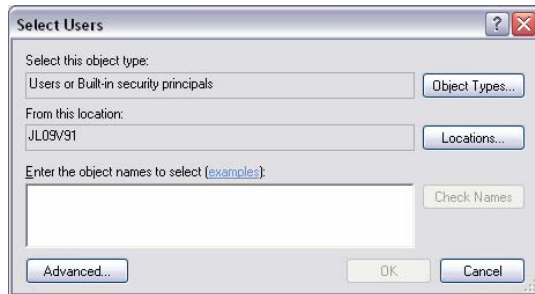 Select Users
Select this object type:
Users or Built-in security principals
Object Types...
From this location:
JL09V91
Locations...
Enter the object names to select (examples):
Check Names
Advanced...
OK
Cancel